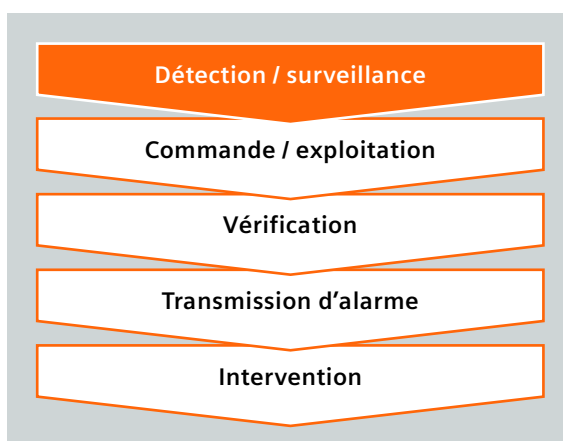 Détection / surveillance
Commande / exploitation
Vérification
Transmission d’alarme
Intervention